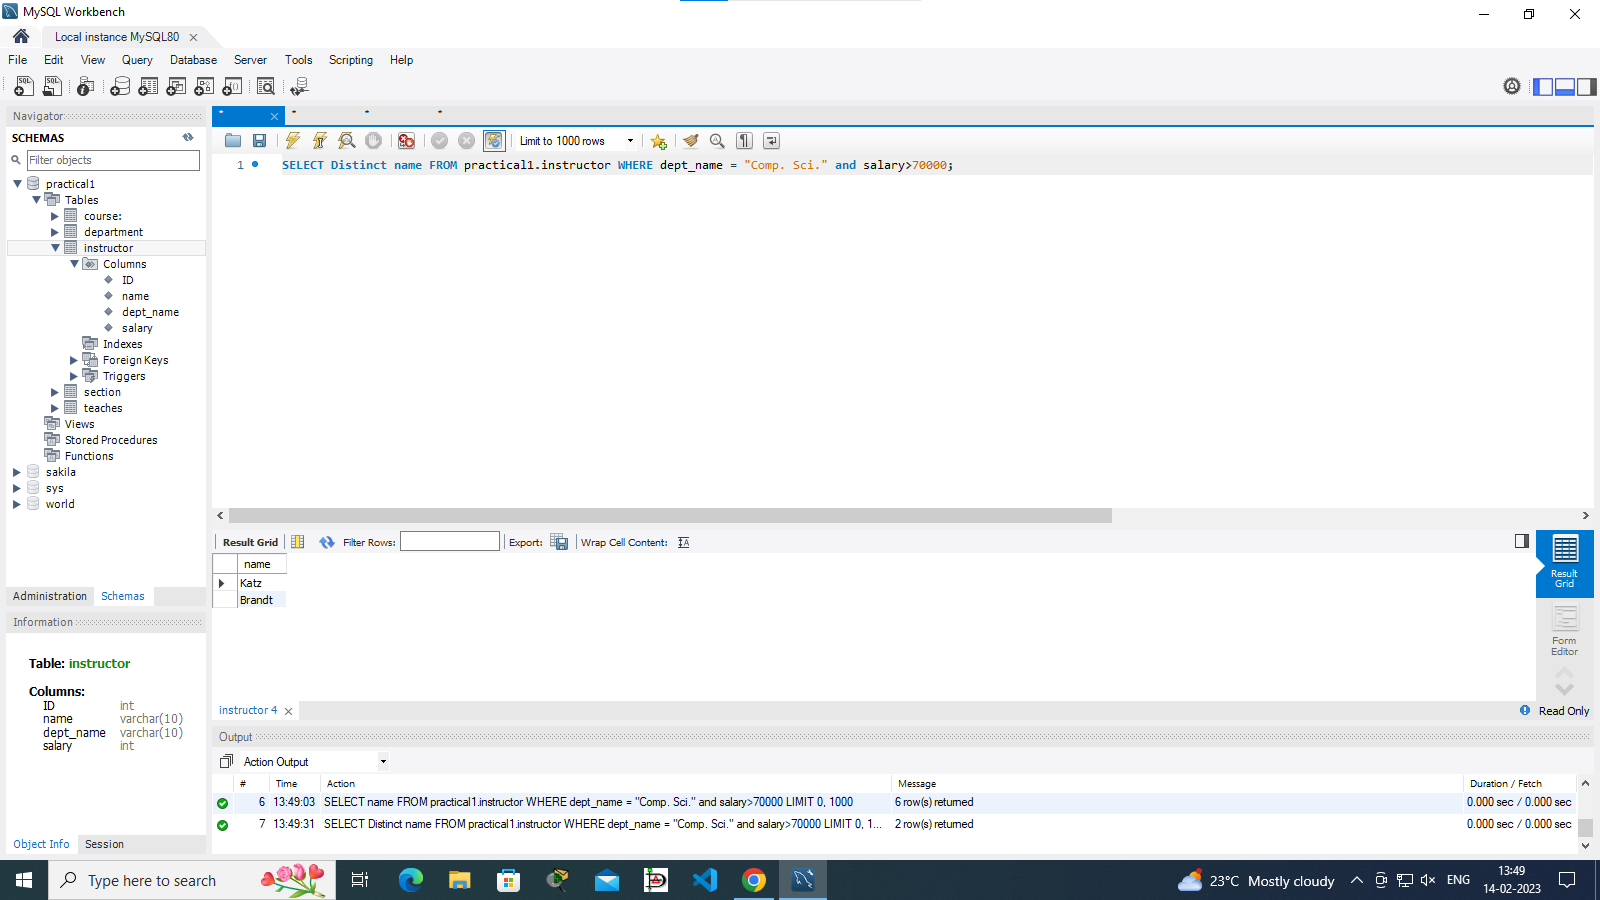 MySQL Workbench
Local instance MySQL80
File Edit View Query Database Server Tools Scripting Help
Navigator
SCHEMAS
Filter objects
practical1
Tables
course:
department
instructor
Columns
ID
name
dept_name
salary
Indexes
Foreign Keys
Triggers
section
teaches
Views
Stored Procedures
Functions
sakila
sys
world
Administration Schemas
Information
Table: instructor
Columns:
ID int
name varchar(10)
dept_name varchar(10)
salary int
Object Info Session
Limit to 1000 rows
1 SELECT Distinct name FROM practical1.instructor WHERE dept_name = "Comp. Sci." and salary>70000;
Result Grid Filter Rows: Export: Wrap Cell Content:
name
Katz
Brandt
Result Grid
Form Editor
instructor 4
Read Only
Output
Action Output
# Time Action Message Duration / Fetch
6 13:49:03 SELECT name FROM practical1.instructor WHERE dept_name = "Comp. Sci." and salary>70000 LIMIT 0, 1000 6 row(s) returned 0.000 sec / 0.000 sec
7 13:49:31 SELECT Distinct name FROM practical1.instructor WHERE dept_name = "Comp. Sci." and salary>70000 LIMIT 0, 1... 2 row(s) returned 0.000 sec / 0.000 sec
Type here to search
23°C Mostly cloudy
ENG
13:49
14-02-2023